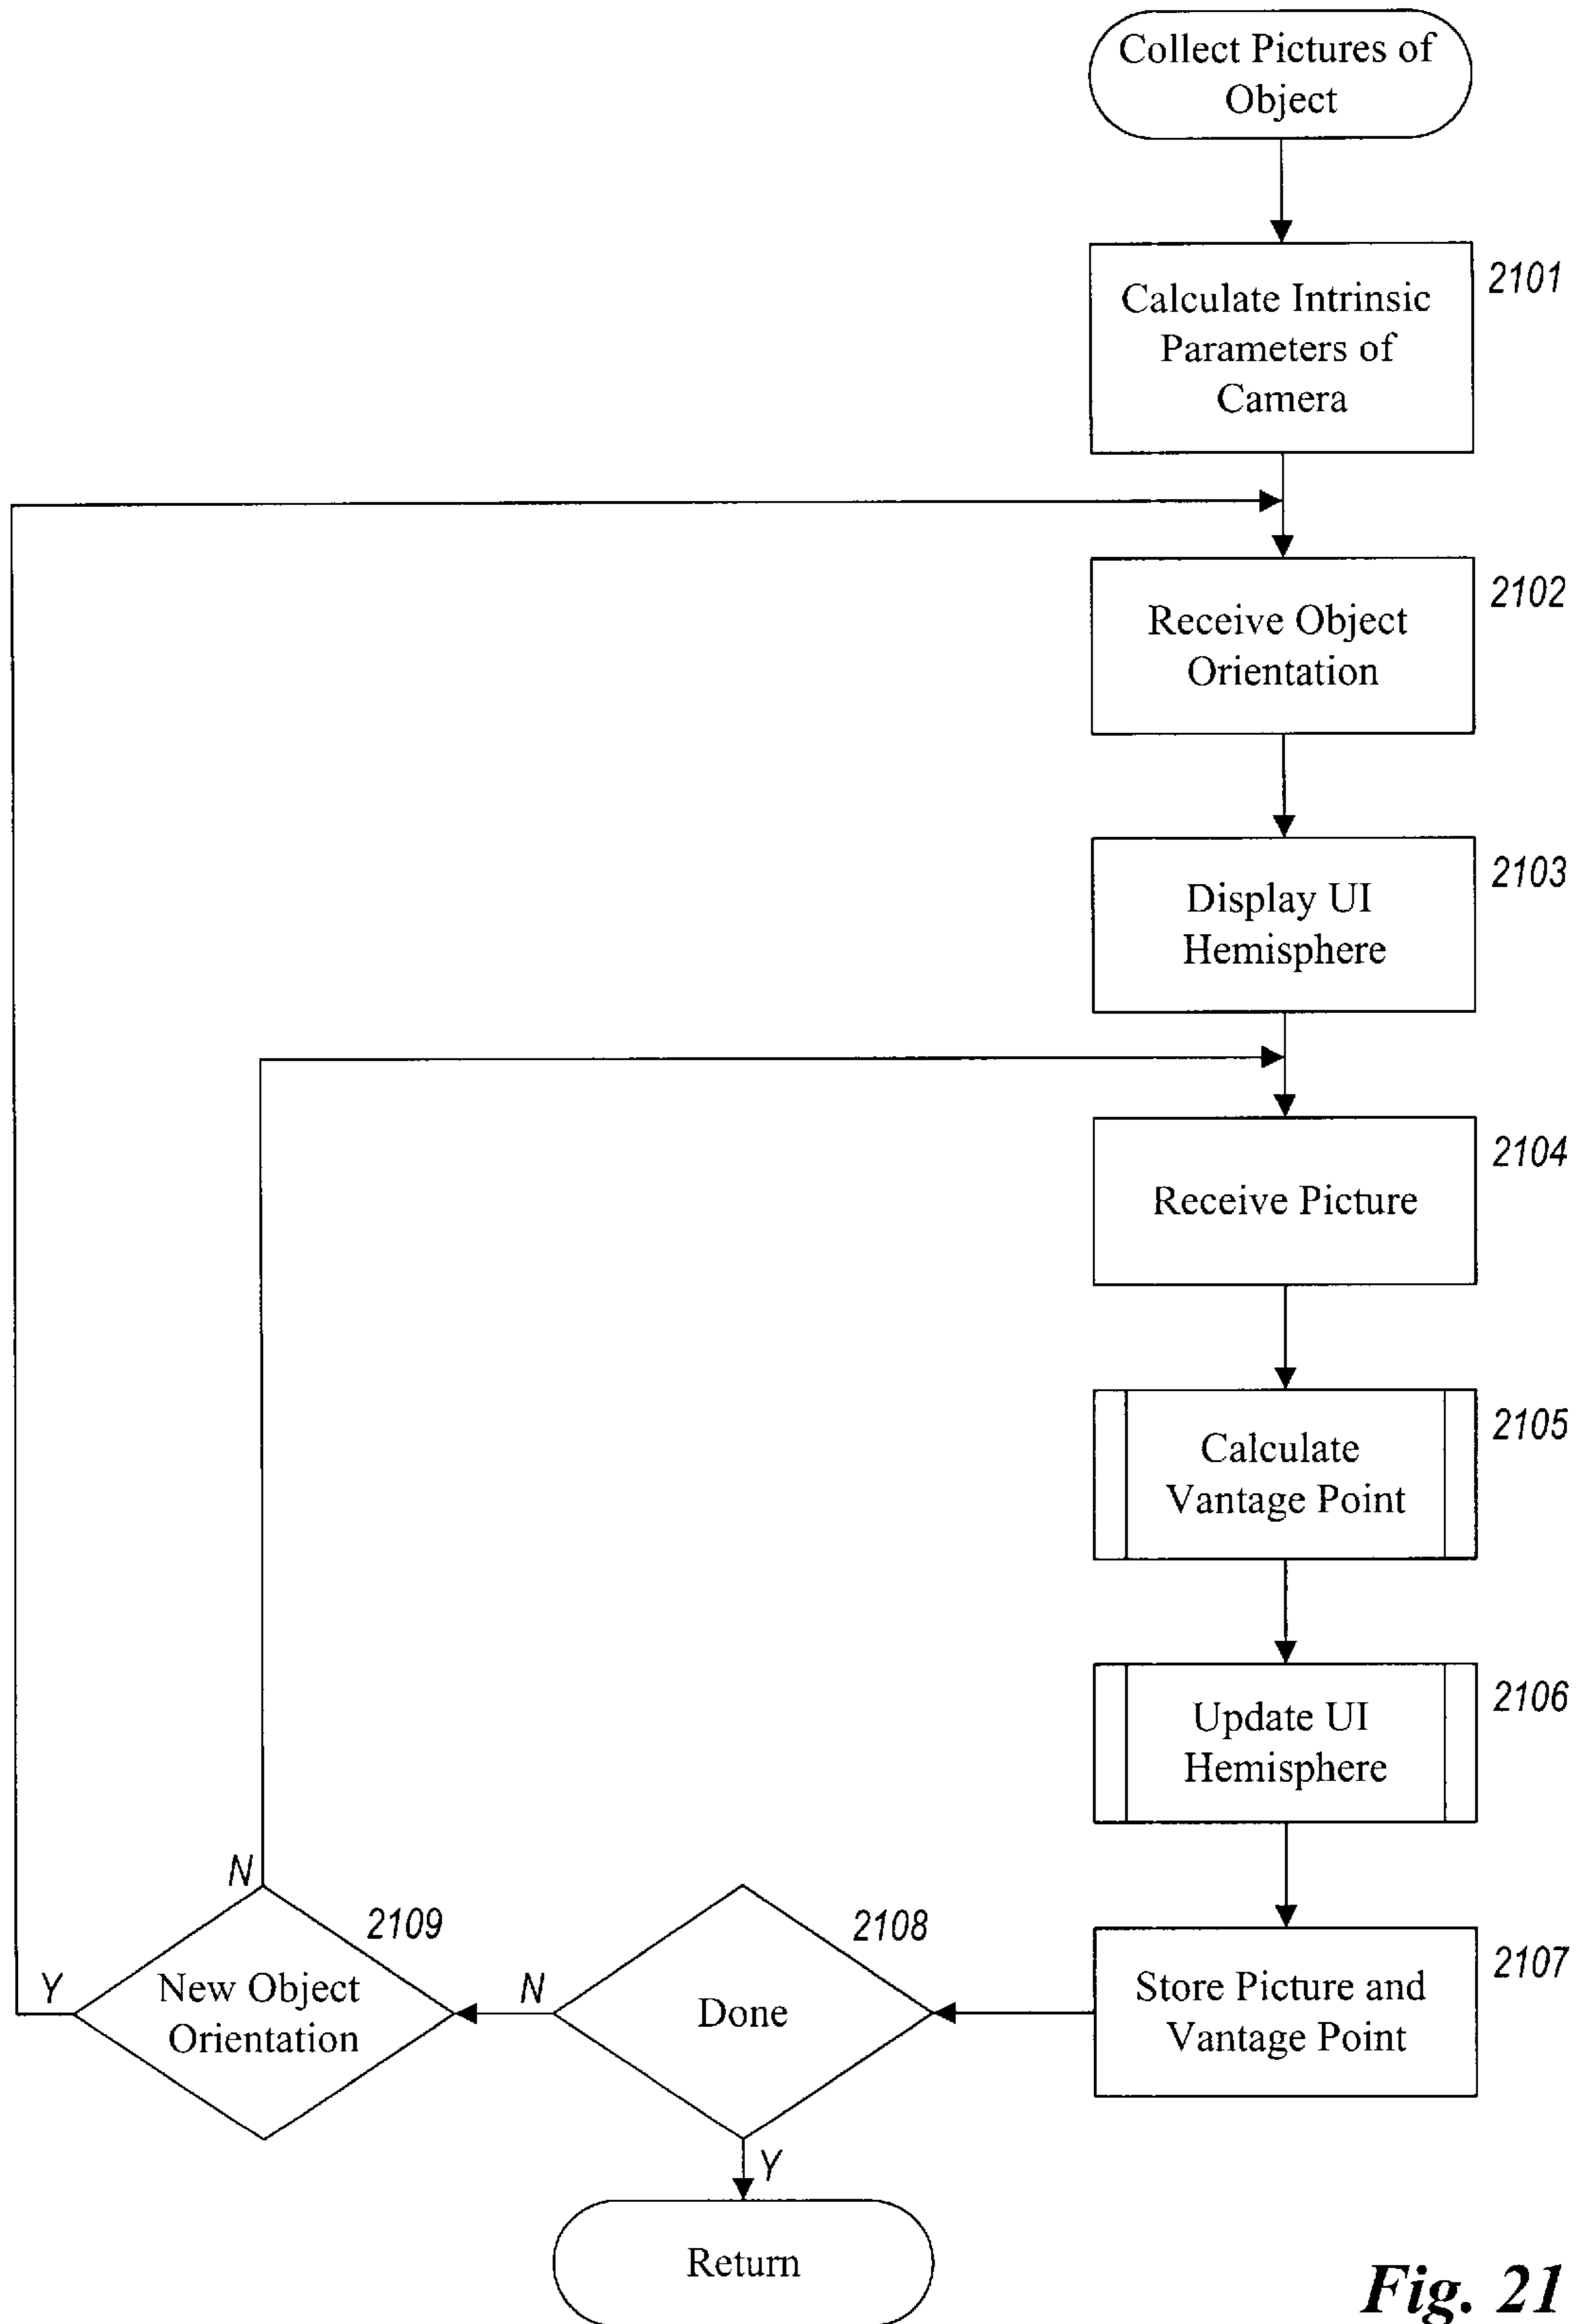 Collect Pictures of
Object
2101
Calculate Intrinsic
Parameters of
Camera
2102
Receive Object
Orientation
2103
Display UI
Hemisphere
2104
Receive Picture
2105
Calculate
Vantage Point
2106
Update UI
Hemisphere
2107
Store Picture and
Vantage Point
2108
Done
N
Y
2109
New Object
Orientation
N
Y
Return
Fig. 21